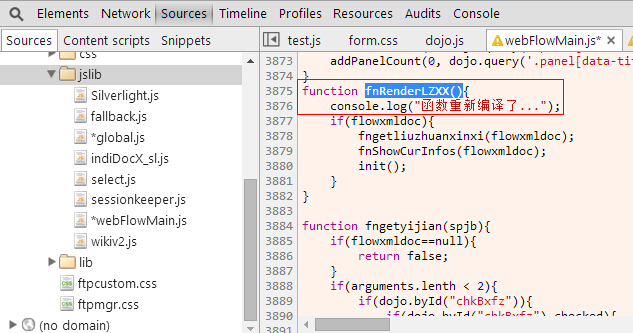 Elements Network Sources Timeline Profiles Resources Audits Console
Sources Content scripts Snippets
css
jslib
Silverlight.js
fallback.js
*global.js
indiDocX_sl.js
select.js
sessionkeeper.js
*webFlowMain.js
wikiv2.js
lib
ftpcustom.css
ftpmgr.css
(no domain)
test.js form.css dojo.js webFlowMain.js*
3873 addPanelCount(0, dojo.query('.panel[data-tit
3874 }
3875 function fnRenderLZXX(){
3876 console.log("函数重新编译了...");
3877 if(flowxmldoc){
3878 fngetliuzhuanxinxi(flowxmldoc);
3879 fnShowCurInfos(flowxmldoc);
3880 init();
3881 }
3882 }
3883
3884 function fngetyijian(spjb){
3885 if(flowxmldoc==null){
3886 return false;
3887 }
3888 if(arguments.lenth < 2){
3889 if(dojo.byId("chkBxfz")){
3890 if(dojo.byId("chkBxfz").checked){
3891